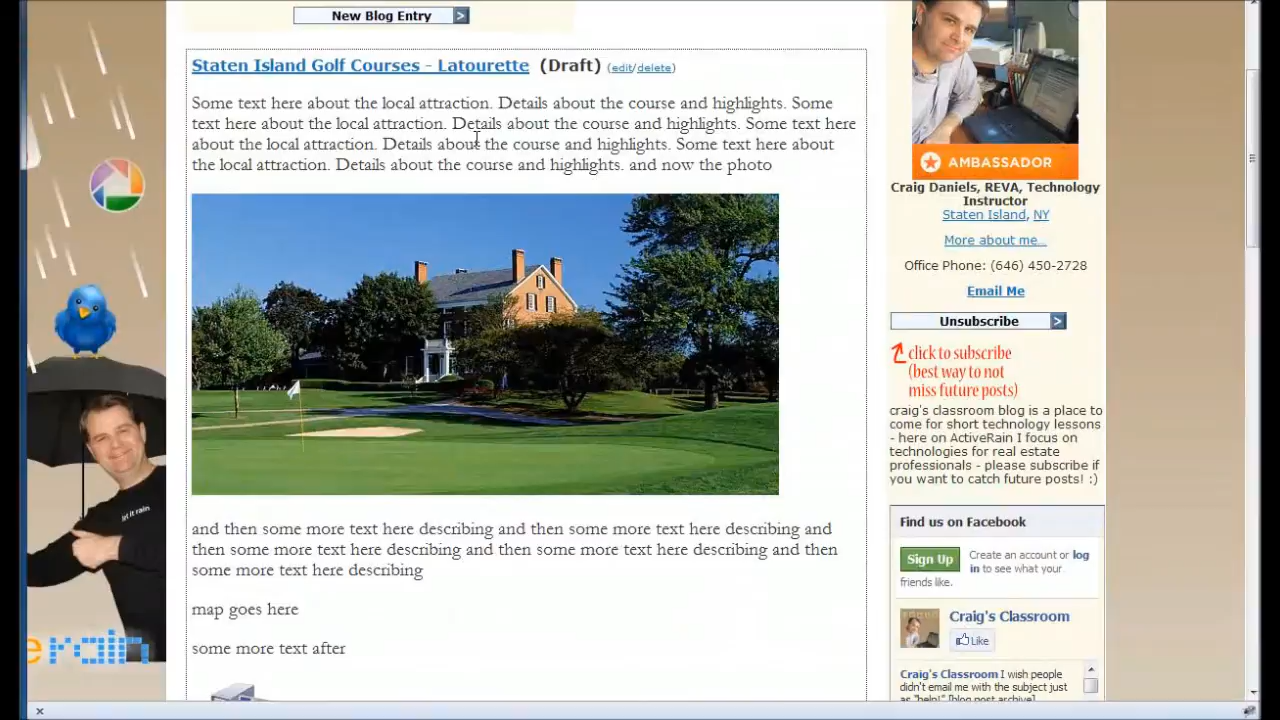 New Blog Entry >
Staten Island Golf Courses - Latourette (Draft) (edit/delete)
Some text here about the local attraction. Details about the course and highlights. Some
text here about the local attraction. Details about the course and highlights. Some text here
about the local attraction. Details about the course and highlights. Some text here about
the local attraction. Details about the course and highlights. and now the photo
and then some more text here describing and then some more text here describing and
then some more text here describing and then some more text here describing and then
some more text here describing
map goes here
some more text after
AMBASSADOR
Craig Daniels, REVA, Technology
Instructor
Staten Island, NY
More about me...
Office Phone: (646) 450-2728
Email Me
Unsubscribe >
click to subscribe
(best way to not
miss future posts)
craig's classroom blog is a place to
come for short technology lessons
- here on ActiveRain I focus on
technologies for real estate
professionals - please subscribe if
you want to catch future posts! :)
Find us on Facebook
Sign Up
Create an account or log
in to see what your
friends like.
Craig's Classroom
Like
Craig's Classroom I wish people
didn't email me with the subject just
as "help!" [blog post archive]
let it rain
e rain